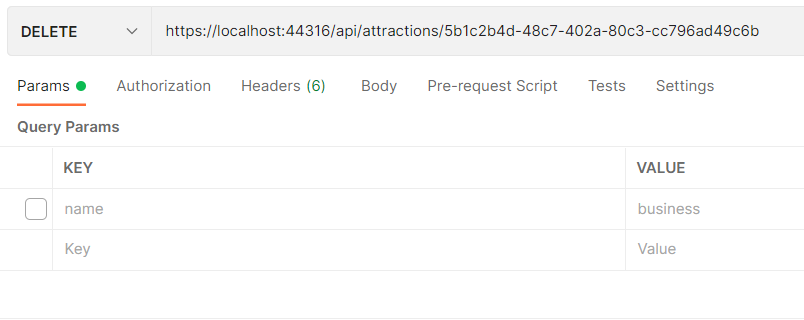 DELETE https://localhost:44316/api/attractions/5b1c2b4d-48c7-402a-80c3-cc796ad49c6b
Params Authorization Headers (6) Body Pre-request Script Tests Settings
Query Params
KEY VALUE
name business
Key Value